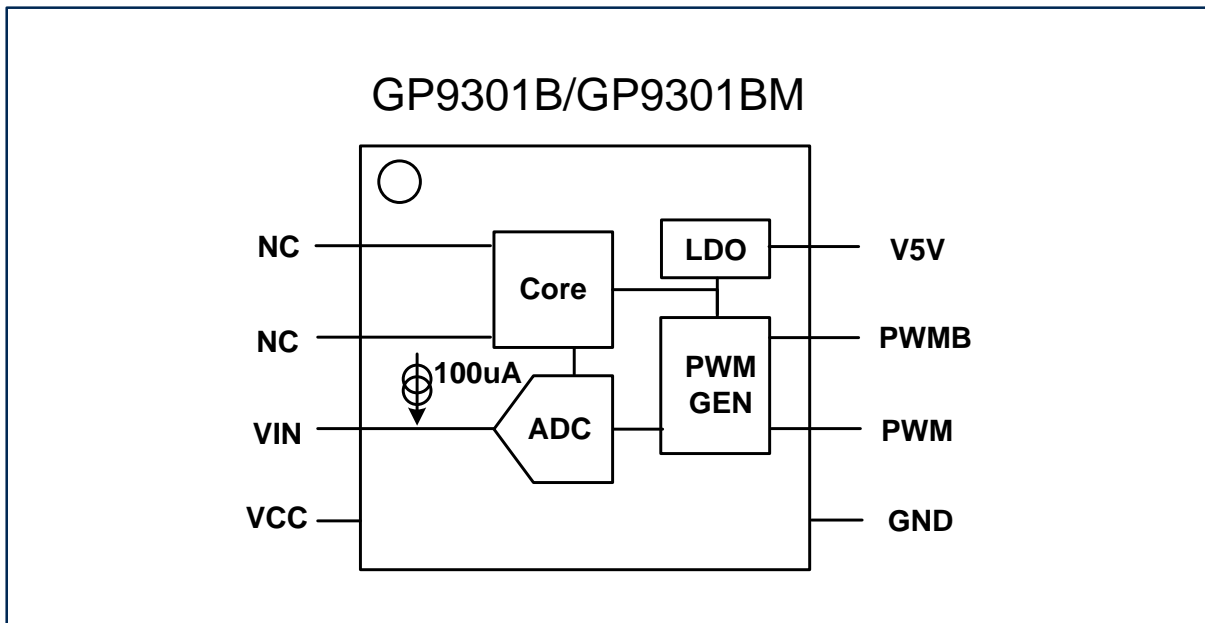 GP9301B/GP9301BM
NC
LDO
V5V
Core
NC
PWMB
100uA
PWM
GEN
VIN
ADC
PWM
VCC
GND